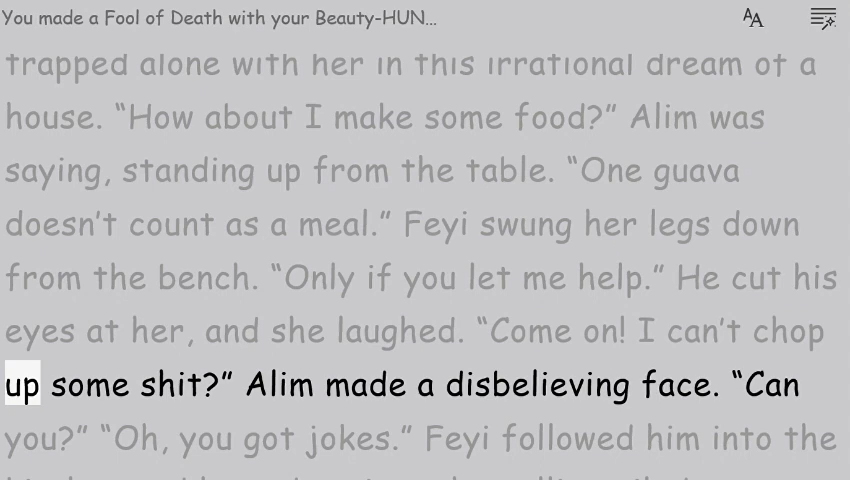 You made a Fool of Death with your Beauty-HUN...
AA
trapped alone with her in this irrational dream of a
house. “How about I make some food?” Alim was
saying, standing up from the table. “One guava
doesn’t count as a meal.” Feyi swung her legs down
from the bench. “Only if you let me help.” He cut his
eyes at her, and she laughed. “Come on! I can’t chop
up some shit?” Alim made a disbelieving face. “Can
you?” “Oh, you got jokes.” Feyi followed him into the